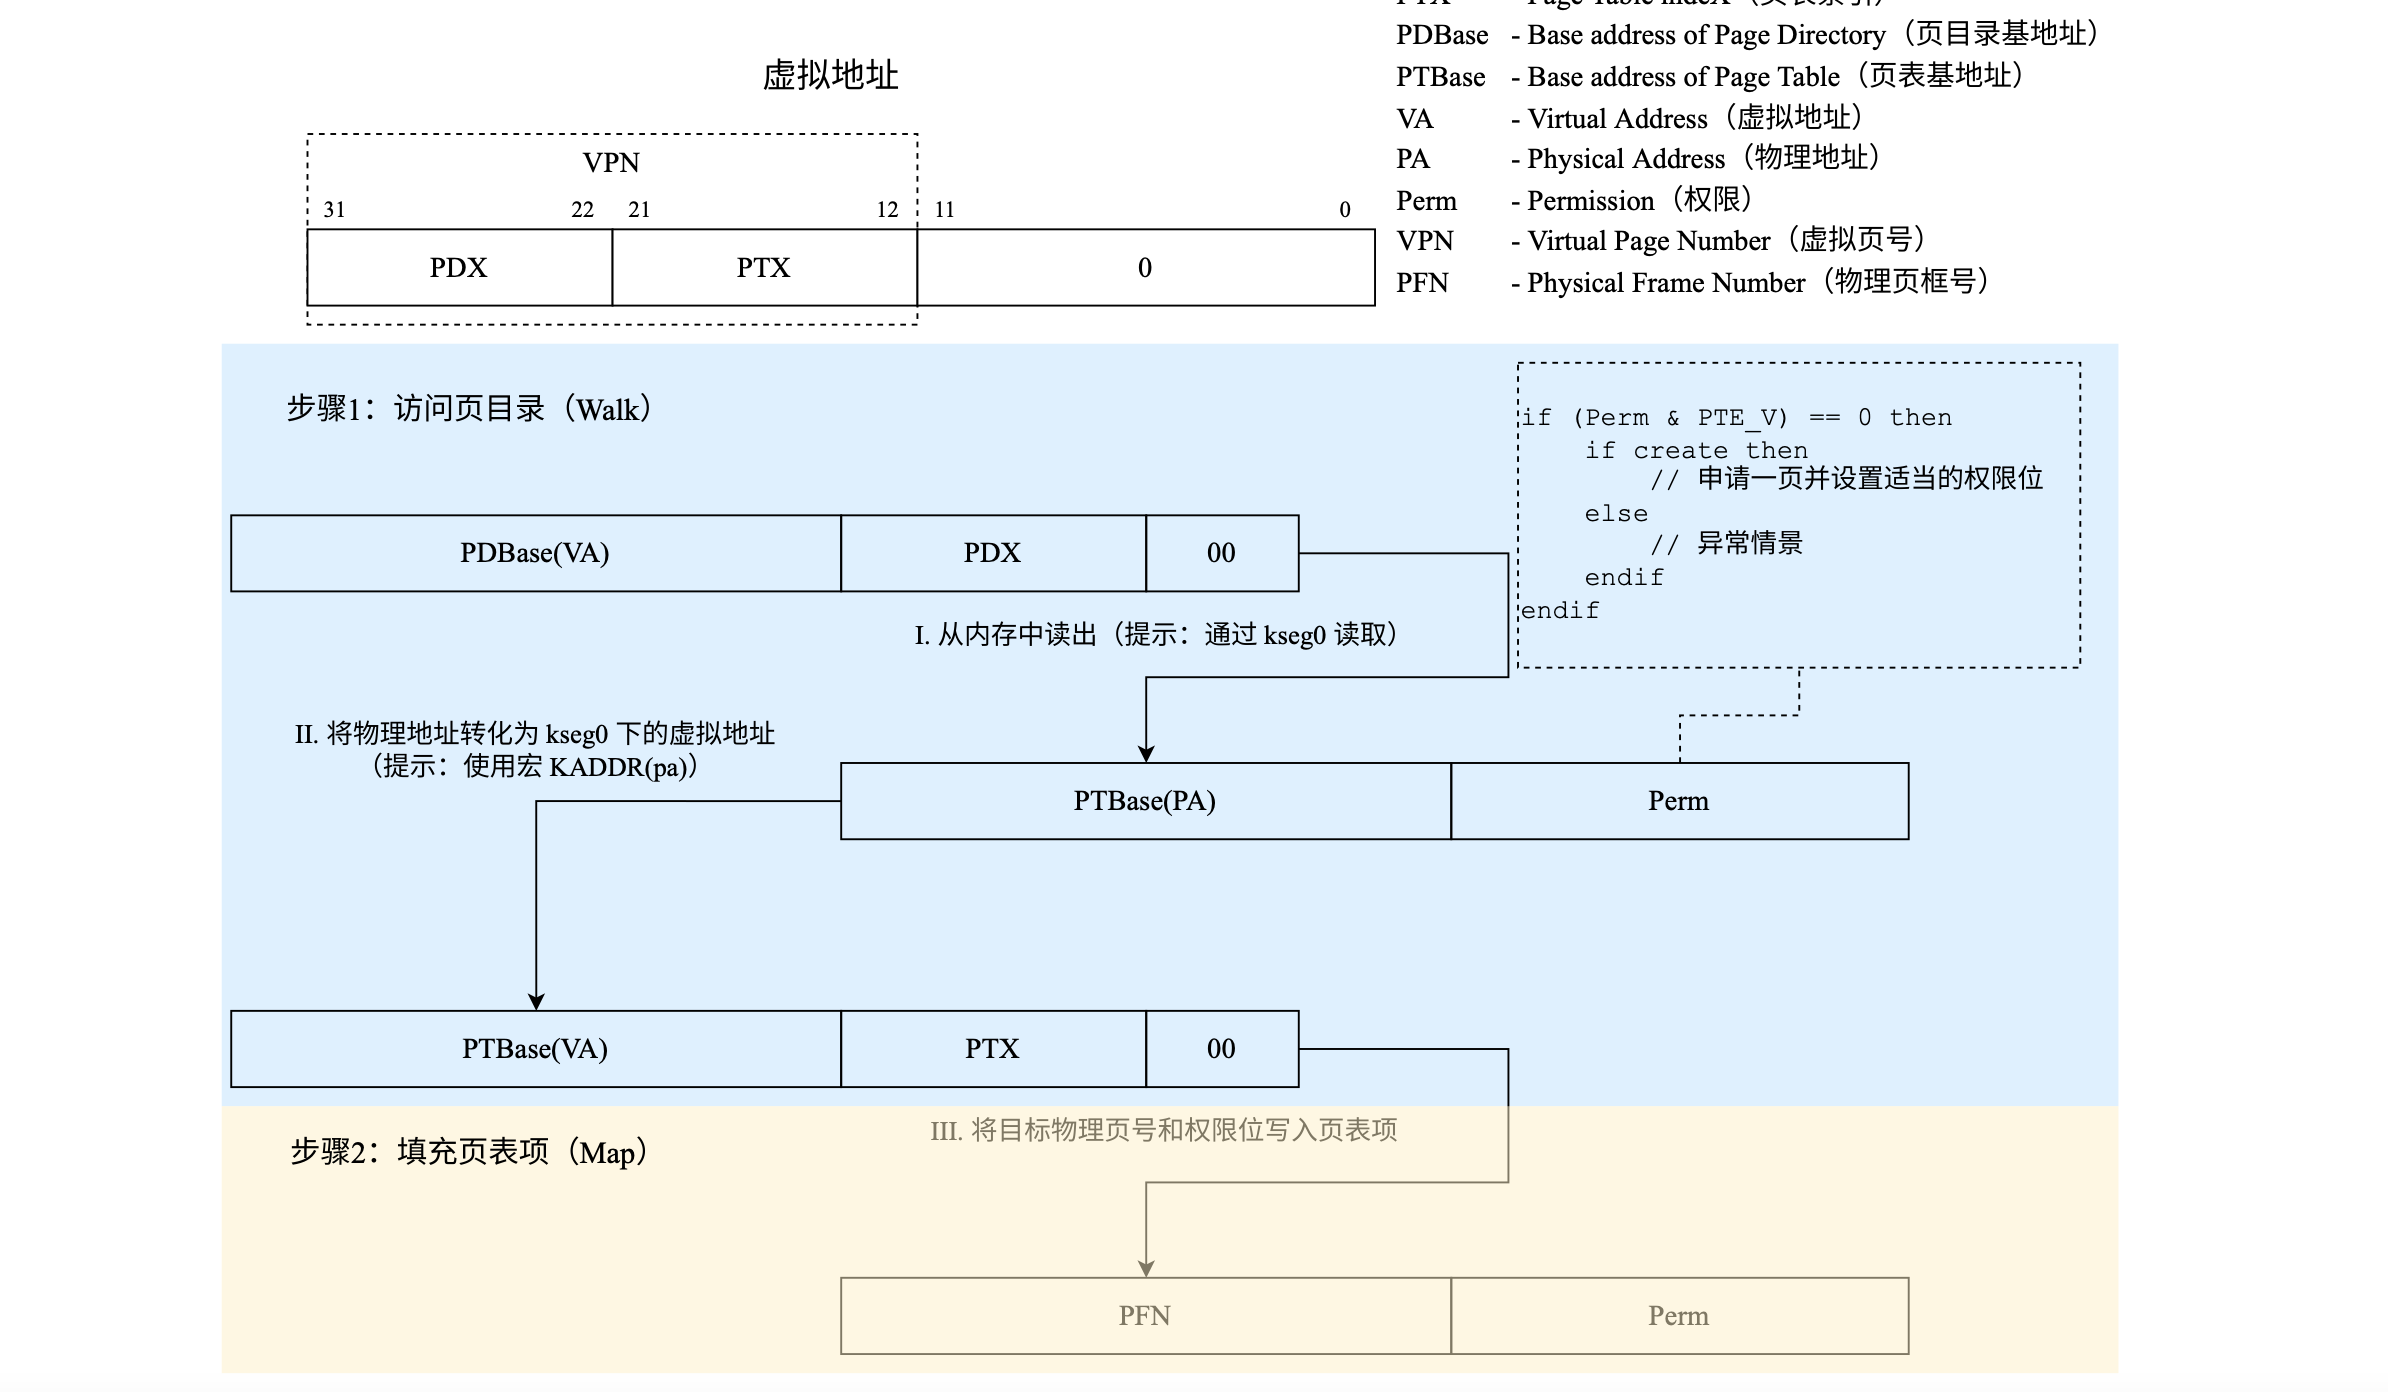 PDBase - Base address of Page Directory（页目录基地址）
PTBase - Base address of Page Table（页表基地址）
VA - Virtual Address（虚拟地址）
PA - Physical Address（物理地址）
Perm - Permission（权限）
VPN - Virtual Page Number（虚拟页号）
PFN - Physical Frame Number（物理页框号）
虚拟地址
VPN
31 22 21 12 11 0
PDX PTX 0
步骤1：访问页目录（Walk）
if (Perm & PTE_V) == 0 then
if create then
// 申请一页并设置适当的权限位
else
// 异常情景
endif
endif
PDBase(VA) PDX 00
I. 从内存中读出（提示：通过 kseg0 读取）
II. 将物理地址转化为 kseg0 下的虚拟地址
（提示：使用宏 KADDR(pa)）
PTBase(PA) Perm
PTBase(VA) PTX 00
III. 将目标物理页号和权限位写入页表项
步骤2：填充页表项（Map）
PFN Perm